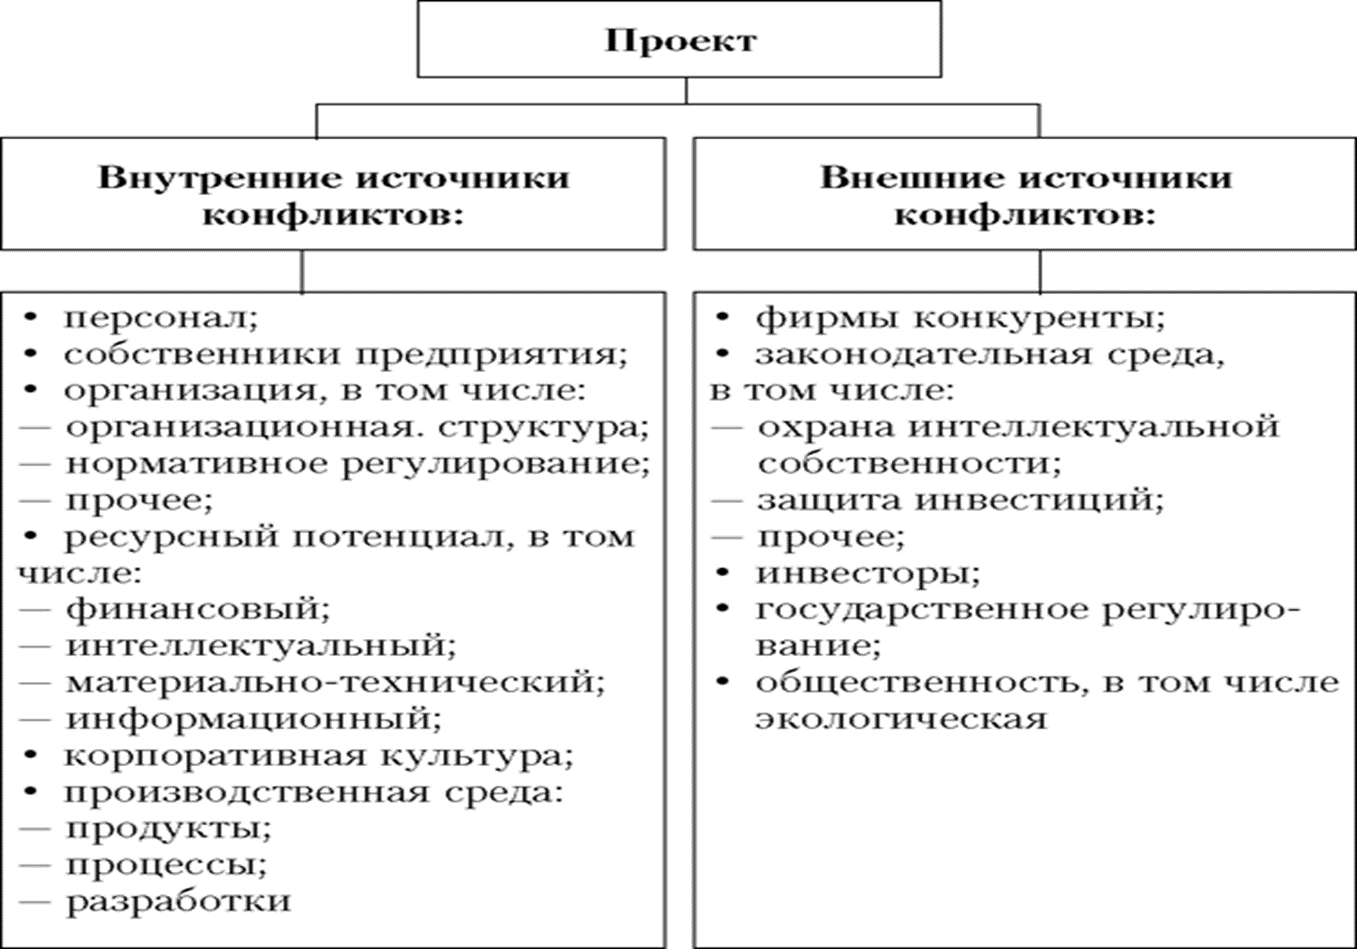 Проект
Внутренние источники
конфликтов:
• персонал;
• собственники предприятия;
• организация, в том числе:
— организационная. структура;
— нормативное регулирование;
— прочее;
• ресурсный потенциал, в том
числе:
— финансовый;
— интеллектуальный;
— материально-технический;
— информационный;
• корпоративная культура;
• производственная среда:
— продукты;
— процессы;
— разработки
Внешние источники
конфликтов:
• фирмы конкуренты;
• законодательная среда,
в том числе:
— охрана интеллектуальной
собственности;
— защита инвестиций;
— прочее;
• инвесторы;
• государственное регулиро-
вание;
• общественность, в том числе
экологическая